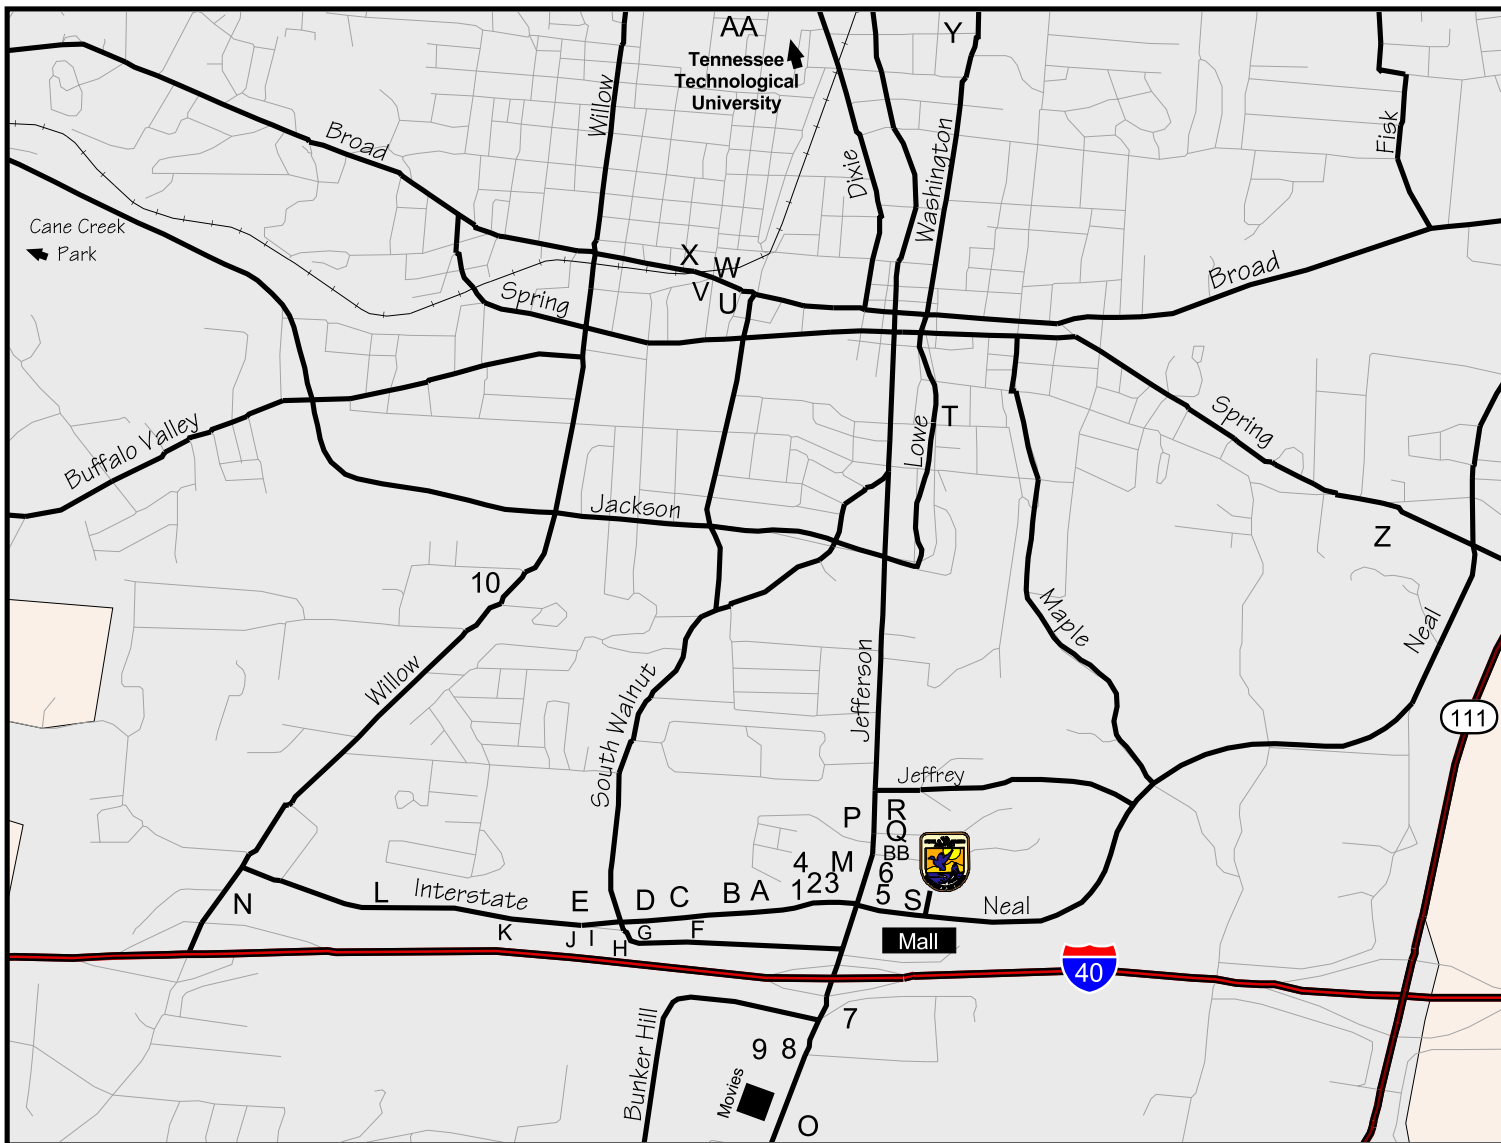 AA
Y
Tennessee
Technological
University
Willow
Broad
Dixie
Washington
Fisk
Cane Creek
Park
X
W
V
U
Broad
Spring
Buffalo Valley
Lowe
T
Spring
Jackson
Z
10
Maple
Neal
Willow
South Walnut
Jefferson
111
Jeffrey
P
R
Q
BB
4
M
6
1
2
3
5
S
N
L
Interstate
E
D
C
B
A
Neal
K
J
I
H
G
F
Mall
40
7
9
8
Bunker Hill
Movies
O